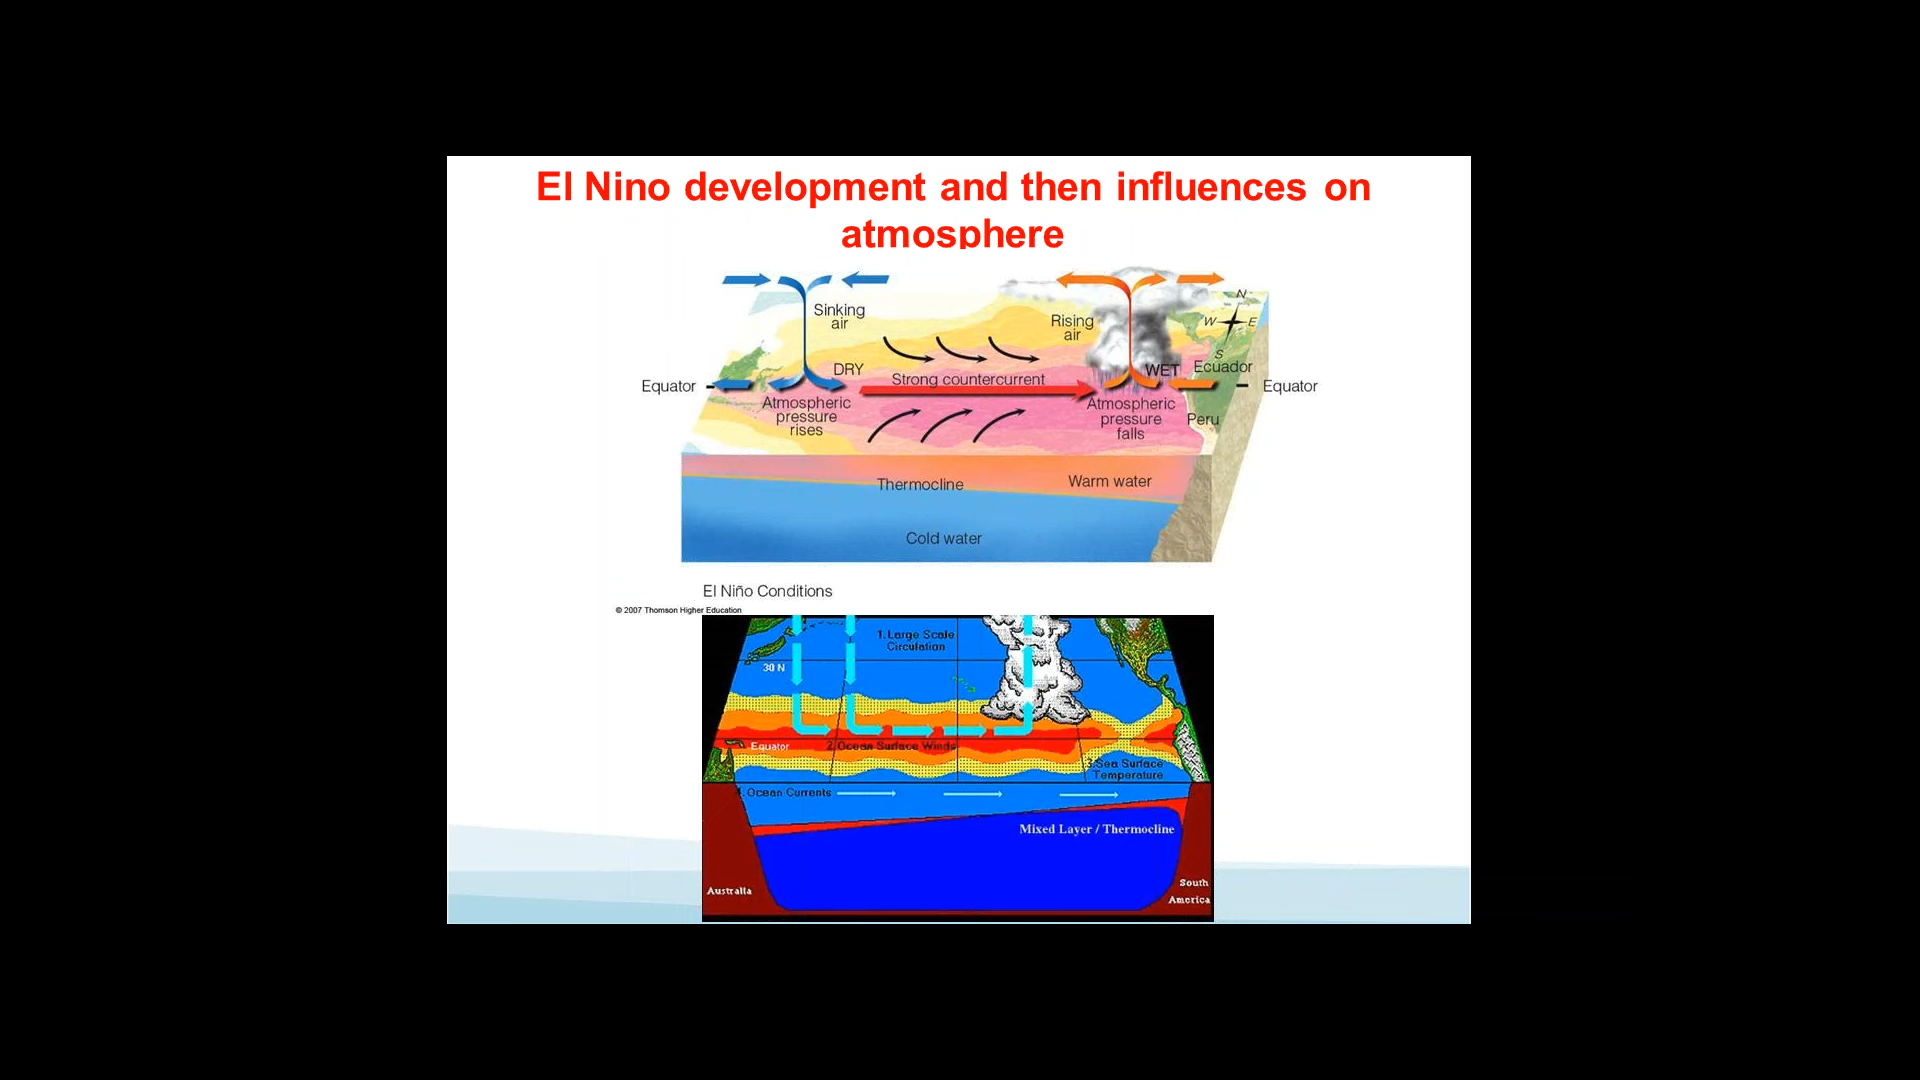 El Nino development and then influences on
atmosphere
Sinking
air
Rising
air
N
W
E
S
DRY
WET
Ecuador
Equator
Strong countercurrent
Equator
Atmospheric
pressure
rises
Atmospheric
pressure
falls
Peru
Thermocline
Warm water
Cold water
El Niño Conditions
© 2007 Thomson Higher Education
1.Large Scale
Circulation
30 N
Equator
2.Ocean Surface Winds
3.Sea Surface
Temperature
4.Ocean Currents
Mixed Layer / Thermocline
Australia
South
America